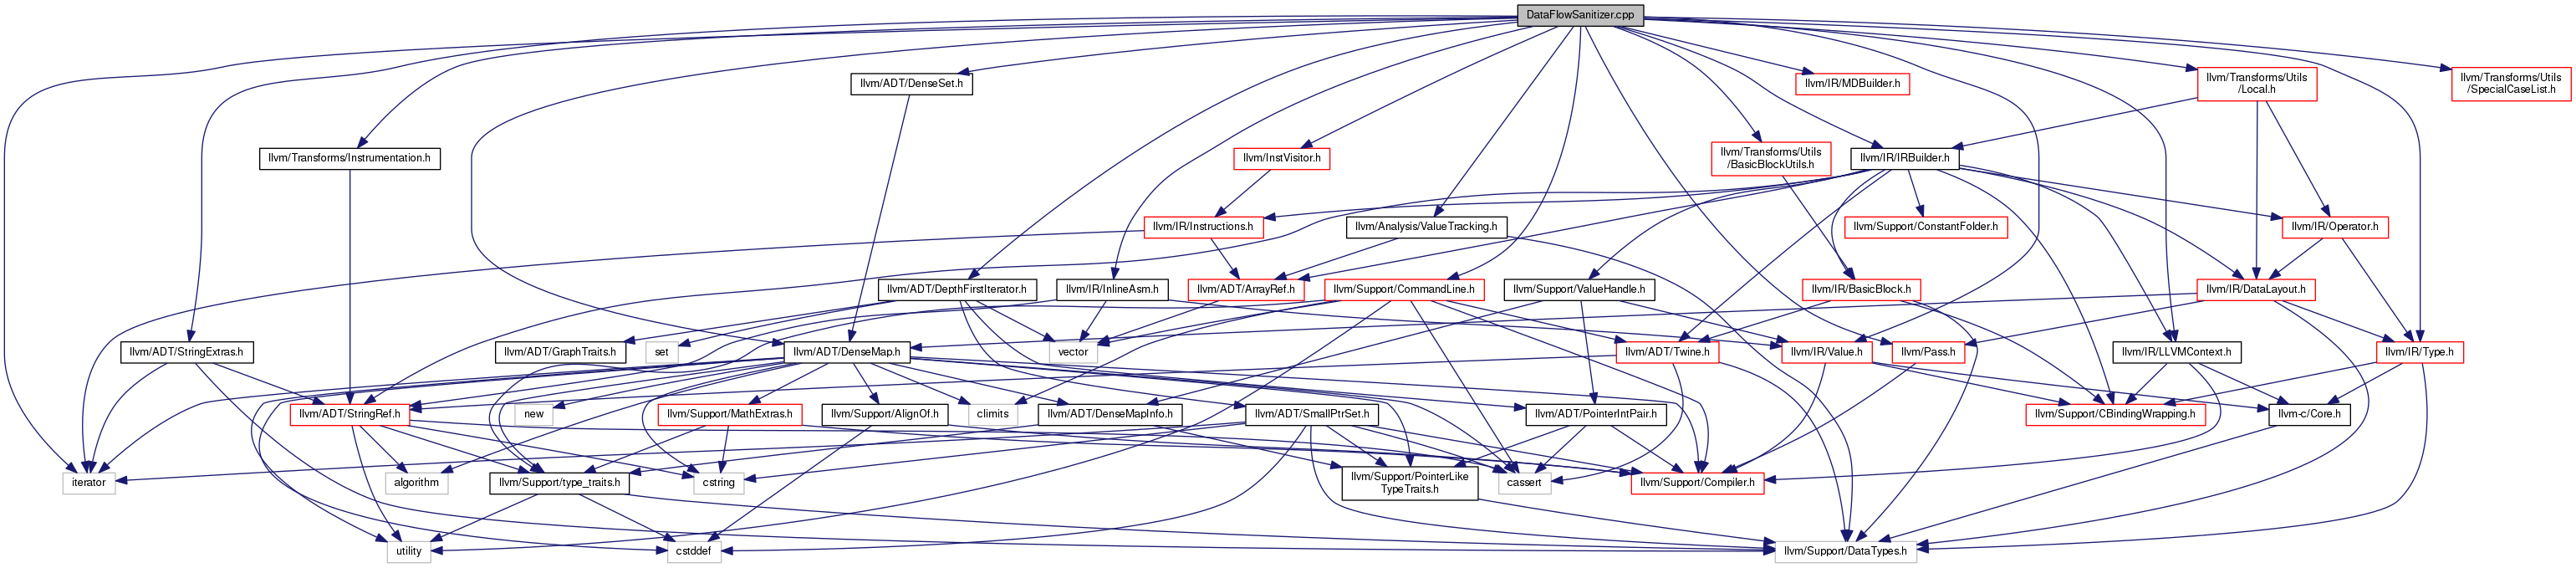 DataFlowSanitizer.cpp
llvm/ADT/DenseSet.h
llvm/IR/MDBuilder.h
llvm/Transforms/Utils
/Local.h
llvm/Transforms/Utils
/SpecialCaseList.h
llvm/Transforms/Instrumentation.h
llvm/InstVisitor.h
llvm/Transforms/Utils
/BasicBlockUtils.h
llvm/IR/IRBuilder.h
llvm/IR/Instructions.h
llvm/Analysis/ValueTracking.h
llvm/Support/ConstantFolder.h
llvm/IR/Operator.h
llvm/ADT/DepthFirstIterator.h
llvm/IR/InlineAsm.h
llvm/ADT/ArrayRef.h
llvm/Support/CommandLine.h
llvm/Support/ValueHandle.h
llvm/IR/BasicBlock.h
llvm/IR/DataLayout.h
llvm/ADT/StringExtras.h
llvm/ADT/GraphTraits.h
set
llvm/ADT/DenseMap.h
vector
llvm/ADT/Twine.h
llvm/IR/Value.h
llvm/Pass.h
llvm/IR/LLVMContext.h
llvm/IR/Type.h
llvm/ADT/StringRef.h
new
llvm/Support/MathExtras.h
llvm/Support/AlignOf.h
climits
llvm/ADT/DenseMapInfo.h
llvm/ADT/SmallPtrSet.h
llvm/ADT/PointerIntPair.h
llvm/Support/CBindingWrapping.h
llvm-c/Core.h
iterator
algorithm
llvm/Support/type_traits.h
cstring
llvm/Support/PointerLike
TypeTraits.h
cassert
llvm/Support/Compiler.h
utility
cstddef
llvm/Support/DataTypes.h